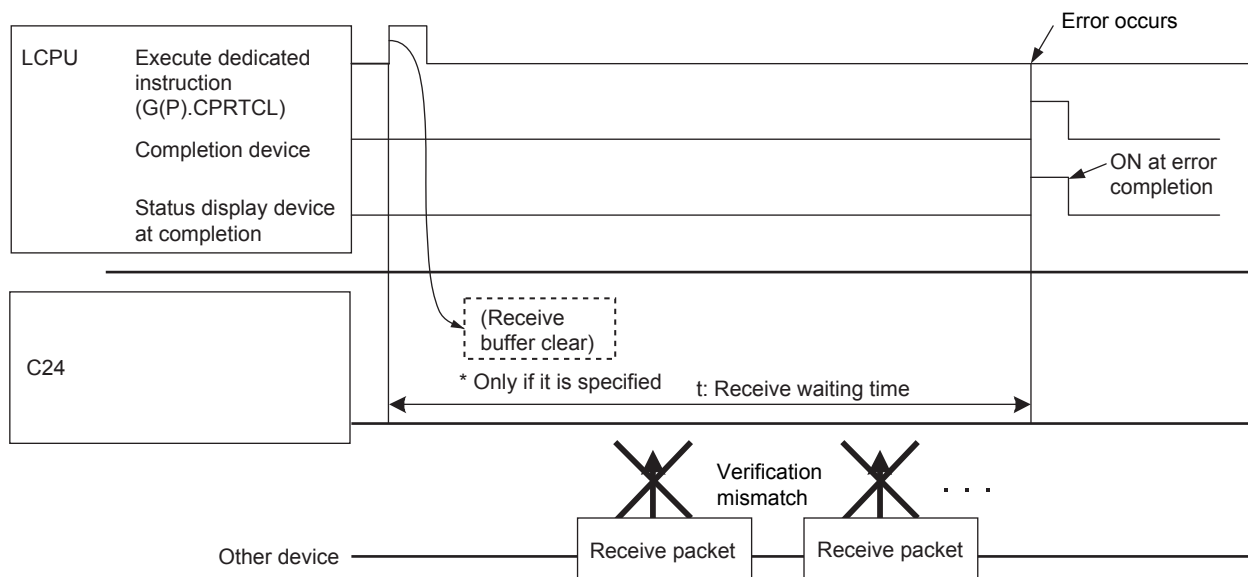 Error occurs
LCPU
Execute dedicated
instruction
(G(P).CPRTCL)
Completion device
ON at error
completion
Status display device
at completion
(Receive
buffer clear)
C24
* Only if it is specified
t: Receive waiting time
Verification
mismatch
. . .
Other device
Receive packet
Receive packet